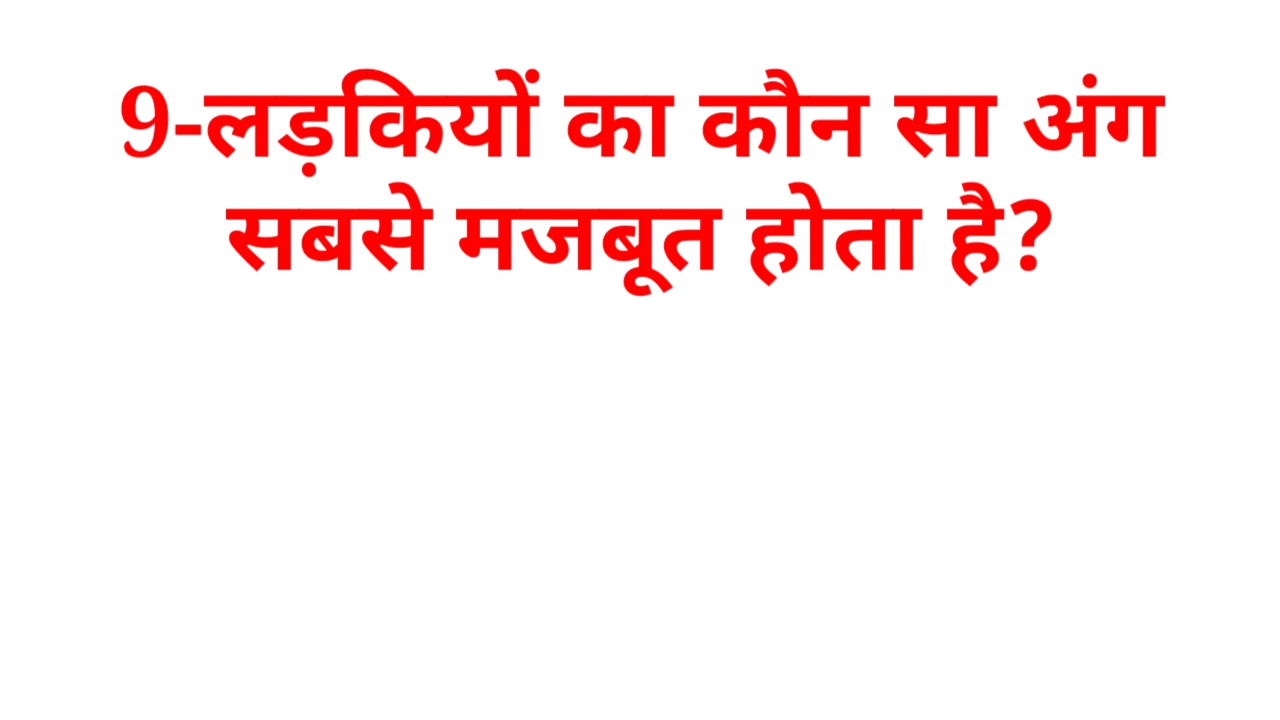 9-लड़कियों का कौन सा अंग
सबसे मजबूत होता है?